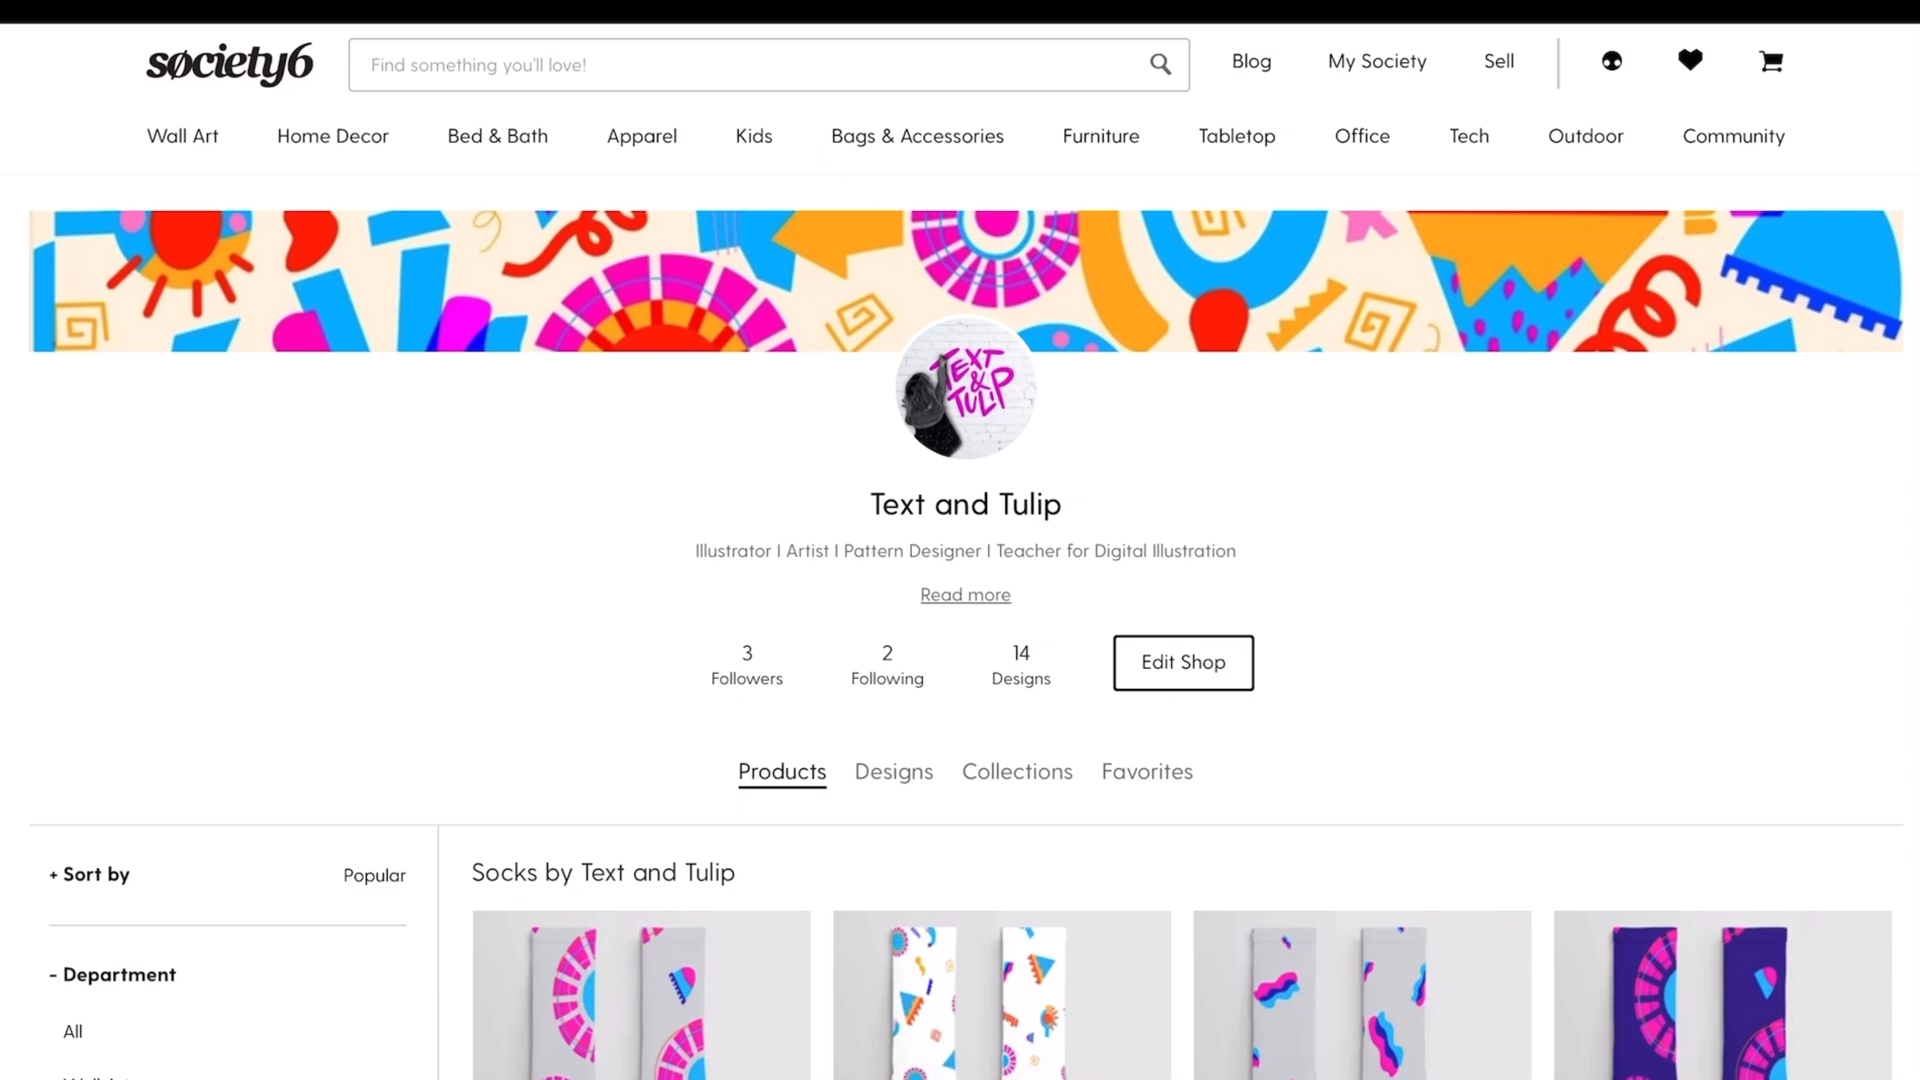 søciety6
Find something you'll love!
Blog
My Society
Sell
Wall Art
Home Decor
Bed & Bath
Apparel
Kids
Bags & Accessories
Furniture
Tabletop
Office
Tech
Outdoor
Community
TEXT
&
TULIP
Text and Tulip
Illustrator I Artist I Pattern Designer I Teacher for Digital Illustration
Read more
3
Followers
2
Following
14
Designs
Edit Shop
Products
Designs
Collections
Favorites
+ Sort by
Popular
- Department
All
Socks by Text and Tulip